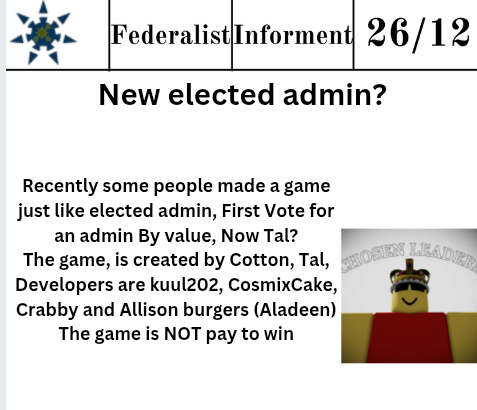 Federalist Informent 26/12
New elected admin?
Recently some people made a game
just like elected admin, First Vote for
an admin By value, Now Tal?
The game, is created by Cotton, Tal,
Developers are kuul202, CosmixCake,
Crabby and Allison burgers (Aladeen)
The game is NOT pay to win
CHOSEN LEADER